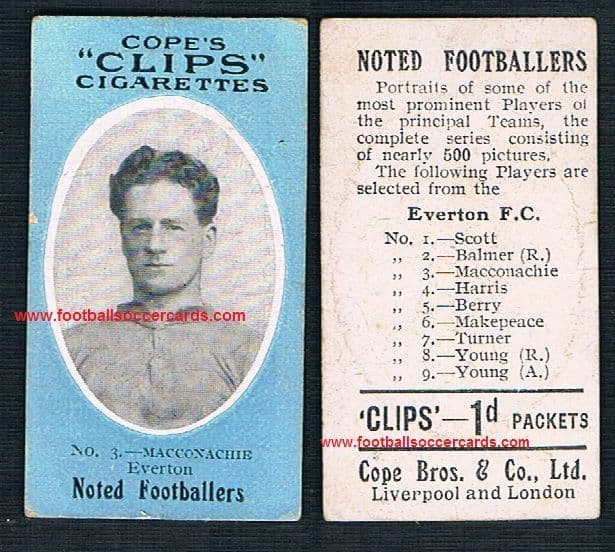 COPE'S
"CLIPS"
CIGARETTES
www.footballsoccercards.com
No. 3.—MACCONACHIE
Everton
Noted Footballers
NOTED FOOTBALLERS
Portraits of some of the
most prominent Players of
the principal Teams, the
complete series consisting
of nearly 500 pictures.
The following Players are
selected from the
Everton F.C.
No. 1.—Scott
„ 2.—Balmer (R.)
„ 3.—Macconachie
„ 4.—Harris
„ 5.—Berry
„ 6.—Makepeace
„ 7.—Turner
„ 8.—Young (R.)
„ 9.—Young (A.)
'CLIPS'—1d PACKETS
www.footballsoccercards.com
Cope Bros. & Co., Ltd.
Liverpool and London